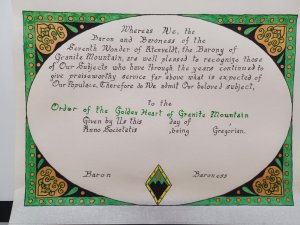 Whereas We, the
Baron and Baroness of the
Seventh Wonder of Rickveldt, the Barony of
Granite Mountain, are well pleased to recognize those
of Our Subjects who have through the years continued to
give praiseworthy service far above what is expected of
Our Populace. Therefore do We admit Our beloved subject,
to the
Order of the Golden Heart of Granite Mountain
Given by Us this day of
Anno Societatis , being Gregorian.
Baron Baroness